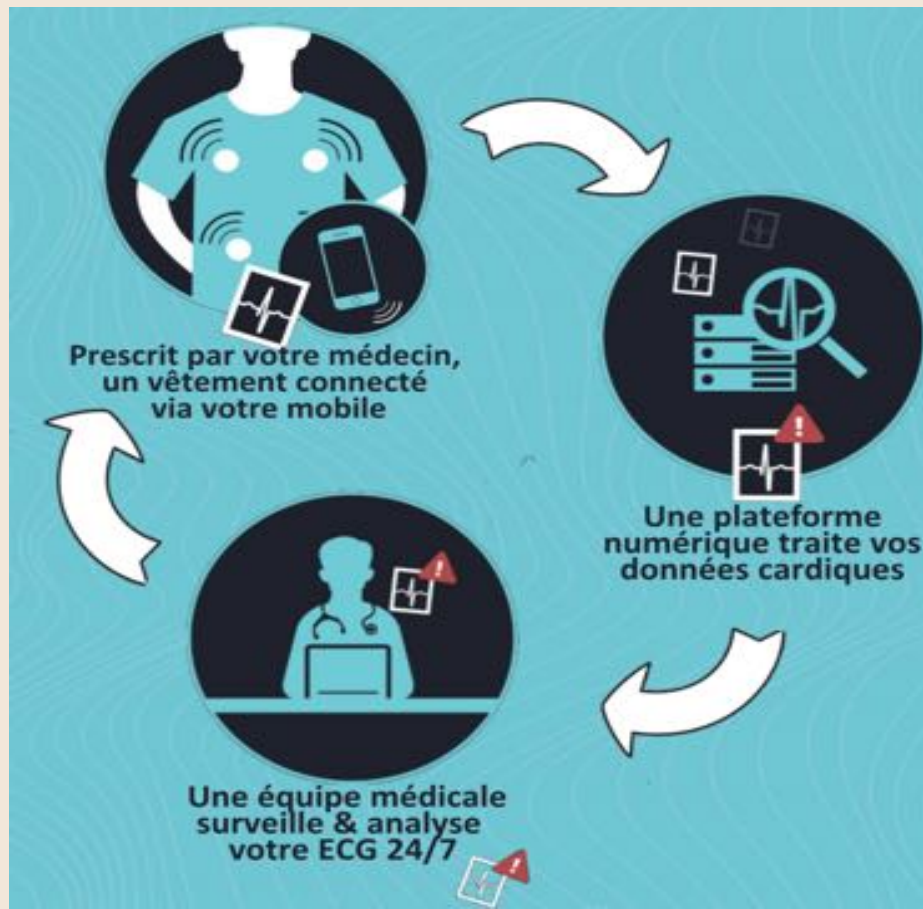 Prescrit par votre médecin,
un vêtement connecté
via votre mobile
Une plateforme
numérique traite vos
données cardiques
Une équipe médicale
surveille & analyse
votre ECG 24/7